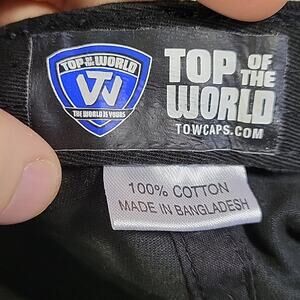 TOP OF THE WORLD
TW
THE WORLD IS YOURS
TOP OF
THE
WORLD
TOWCAPS.COM
100% COTTON
MADE IN BANGLADESH